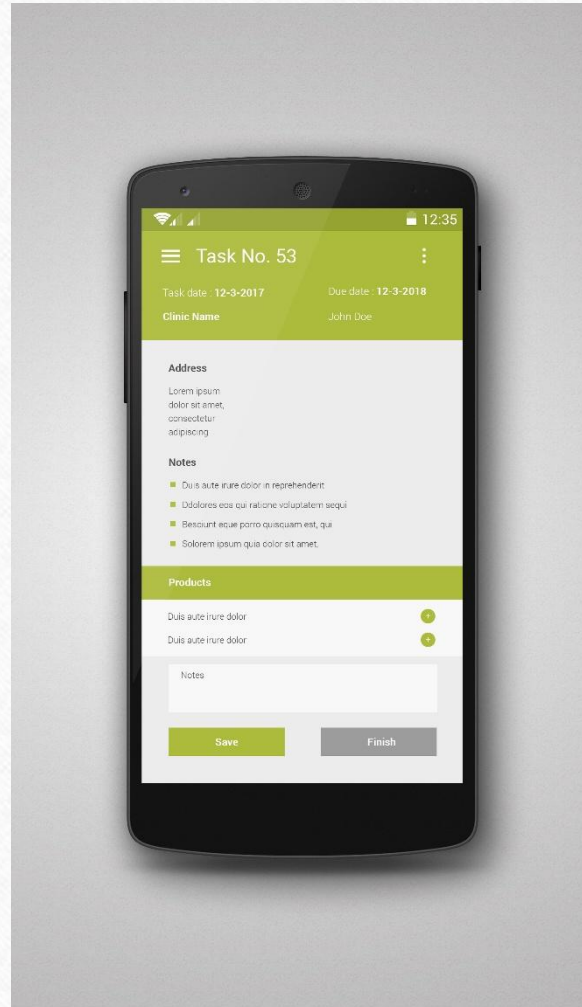 12:35
Task No. 53
Task date : 12-3-2017 Due date : 12-3-2018
Clinic Name John Doe
Address
Lorem ipsum
dolor sit amet,
consectetur
adipiscing
Notes
Duis aute irure dolor in reprehenderit
Ddolores eos qui ratione voluptatem sequi
Besciunt eque porro quisquam est, qui
Solorem ipsum quia dolor sit amet.
Products
Duis aute irure dolor
Duis aute irure dolor
Notes
Save Finish